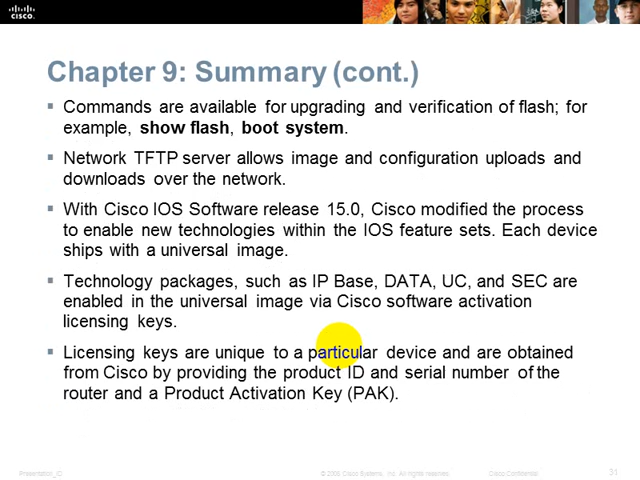 CISCO.
Chapter 9: Summary (cont.)
▪ Commands are available for upgrading and verification of flash; for
example, show flash, boot system.
▪ Network TFTP server allows image and configuration uploads and
downloads over the network.
▪ With Cisco IOS Software release 15.0, Cisco modified the process
to enable new technologies within the IOS feature sets. Each device
ships with a universal image.
▪ Technology packages, such as IP Base, DATA, UC, and SEC are
enabled in the universal image via Cisco software activation
licensing keys.
▪ Licensing keys are unique to a particular device and are obtained
from Cisco by providing the product ID and serial number of the
router and a Product Activation Key (PAK).
Presentation_ID © 2008 Cisco Systems, Inc. All rights reserved. Cisco Confidential 31